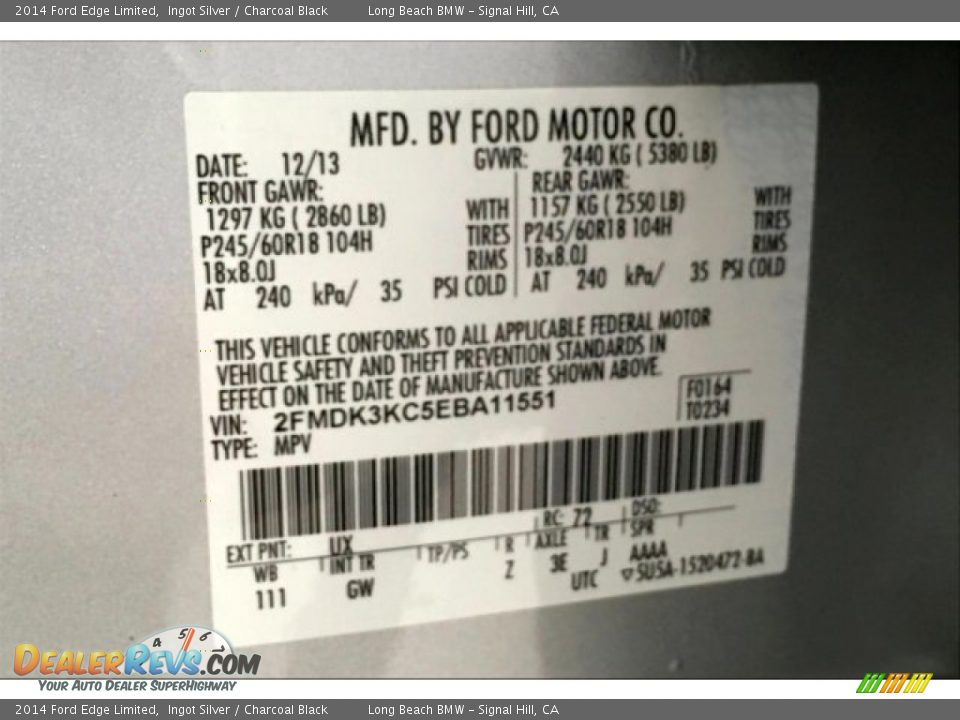 2014 Ford Edge Limited, Ingot Silver / Charcoal Black Long Beach BMW - Signal Hill, CA
MFD. BY FORD MOTOR CO.
DATE: 12/13 GVWR: 2440 KG ( 5380 LB)
FRONT GAWR: REAR GAWR:
1297 KG ( 2860 LB) WITH 1157 KG ( 2550 LB) WITH
P245/60R18 104H TIRES P245/60R18 104H TIRES
18x8.0J RIMS 18x8.0J RIMS
AT 240 kPa/ 35 PSI COLD AT 240 kPa/ 35 PSI COLD
THIS VEHICLE CONFORMS TO ALL APPLICABLE FEDERAL MOTOR
VEHICLE SAFETY AND THEFT PREVENTION STANDARDS IN
EFFECT ON THE DATE OF MANUFACTURE SHOWN ABOVE.
VIN: 2FMDK3KC5EBA11551
F0164
T0234
TYPE: MPV
EXT PNT: UX RC: 72 DSO:
WB INT TR TP/PS R AXLE TR SPR
111 GW Z 3E J AAAA
UTC ▽SU5A-1520472-BA
4 5 6 7
DealerRevs.com
Your Auto Dealer SuperHighway
2014 Ford Edge Limited, Ingot Silver / Charcoal Black Long Beach BMW - Signal Hill, CA